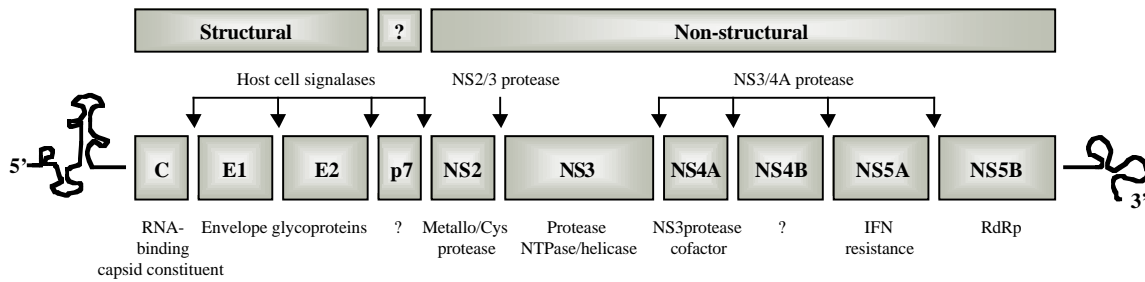 Structural ? Non-structural
Host cell signalases NS2/3 protease NS3/4A protease
5’ C E1 E2 p7 NS2 NS3 NS4A NS4B NS5A NS5B 3’
RNA- Envelope glycoproteins ? Metallo/Cys Protease NS3protease ? IFN RdRp
binding protease NTPase/helicase cofactor resistance
capsid constituent